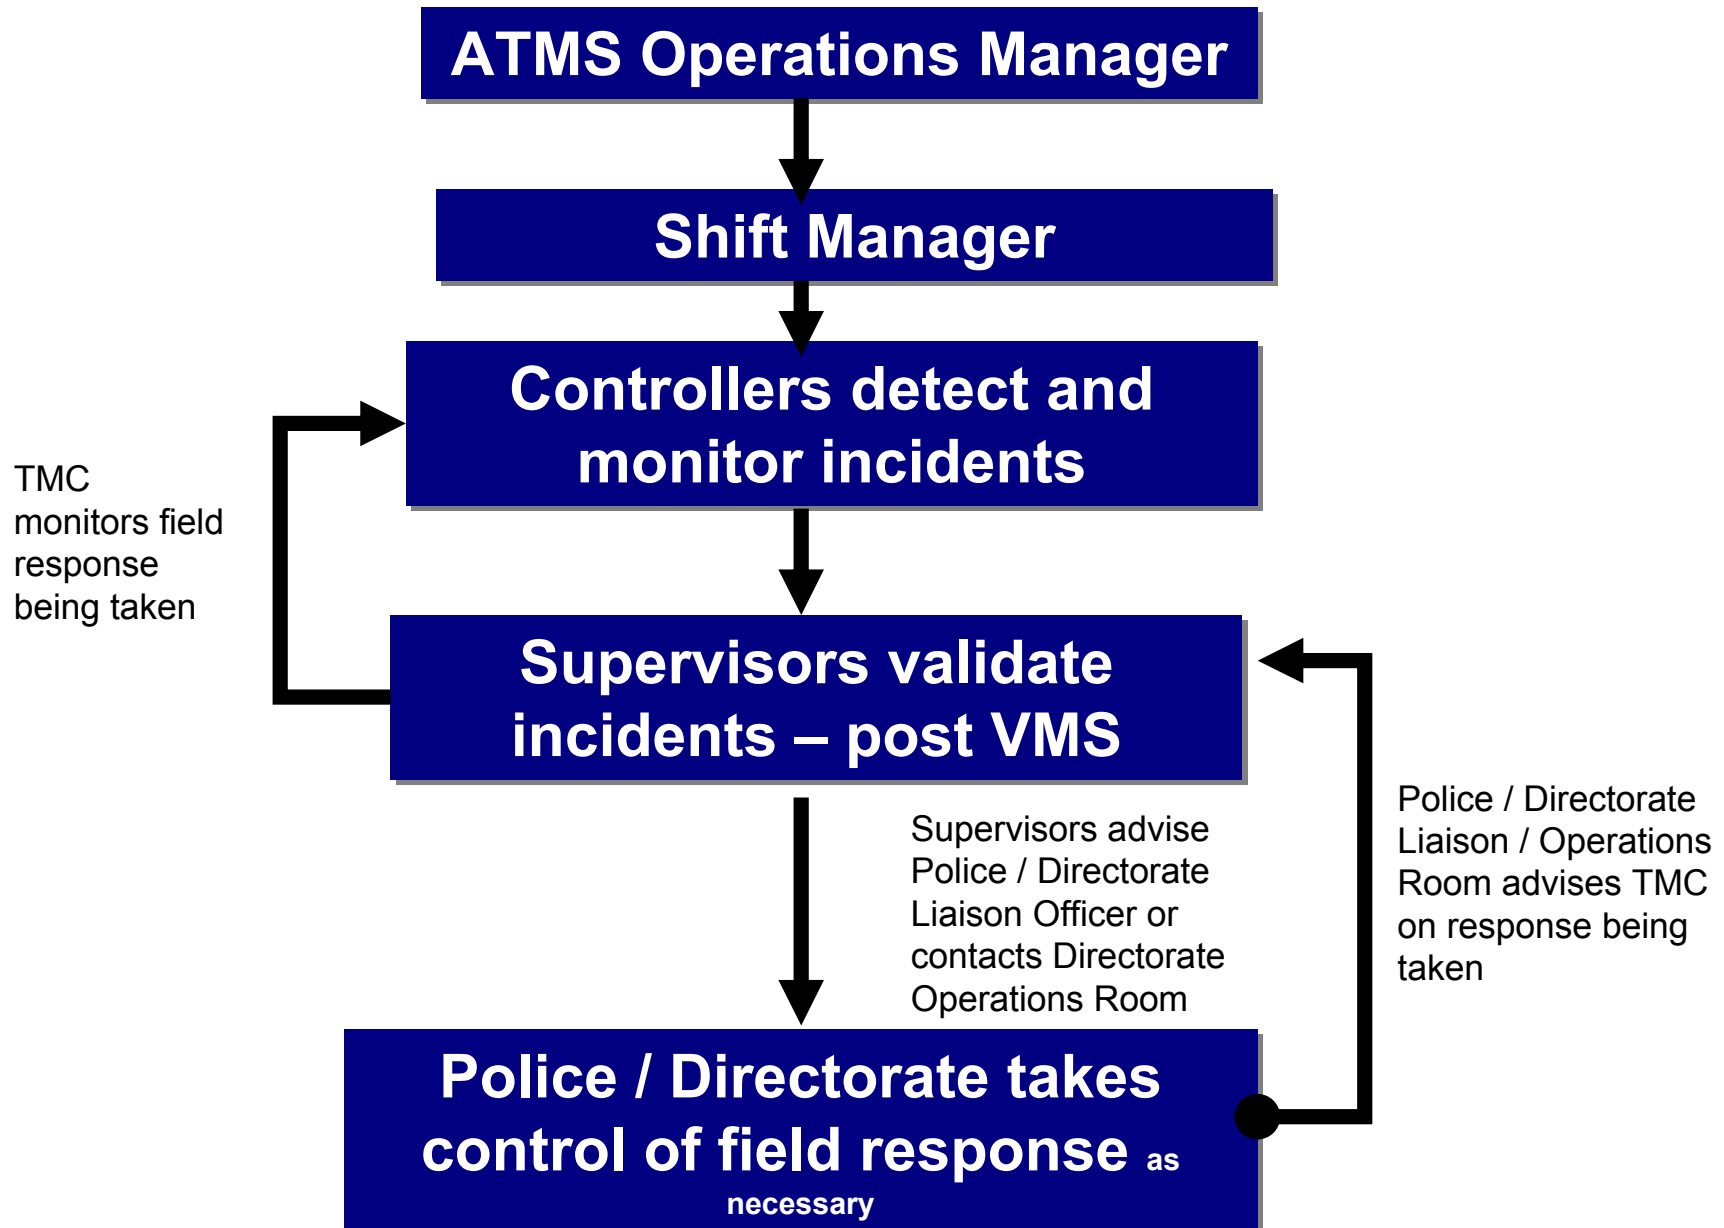 ATMS Operations Manager
Shift Manager
Controllers detect and
monitor incidents
TMC
monitors field
response
being taken
Supervisors validate
incidents – post VMS
Supervisors advise
Police / Directorate
Liaison Officer or
contacts Directorate
Operations Room
Police / Directorate
Liaison / Operations
Room advises TMC
on response being
taken
Police / Directorate takes
control of field response as
necessary